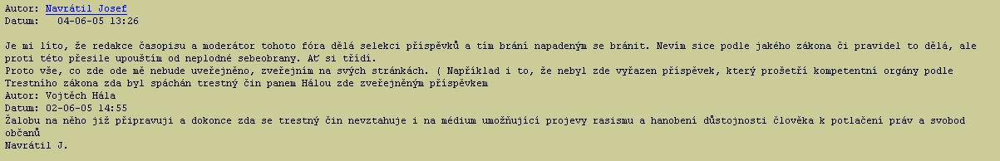 Autor: Navrátil Josef
Datum:   04-06-05 13:26
Je mi líto, že redakce časopisu a moderátor tohoto fóra dělá selekci příspěvků a tím brání napadeným se bránit. Nevím sice podle jakého zákona či pravidel to dělá, ale
proti této přesile upouštím od neplodné sebeobrany. Ať si třídí.
Proto vše, co zde ode mě nebude uveřejněno, zveřejním na svých stránkách. ( Například i to, že nebyl zde vyřazen příspěvek, který prošetří kompetentní orgány podle
Trestního zákona zda byl spáchán trestný čin panem Hálou zde zveřejněným příspěvkem
Autor: Vojtěch Hála
Datum: 02-06-05 14:55
Žalobu na něho již připravuji a dokonce zda se trestný čin nevztahuje i na médium umožňující projevy rasismu a hanobení důstojnosti člověka k potlačení práv a svobod
občanů
Navrátil J.